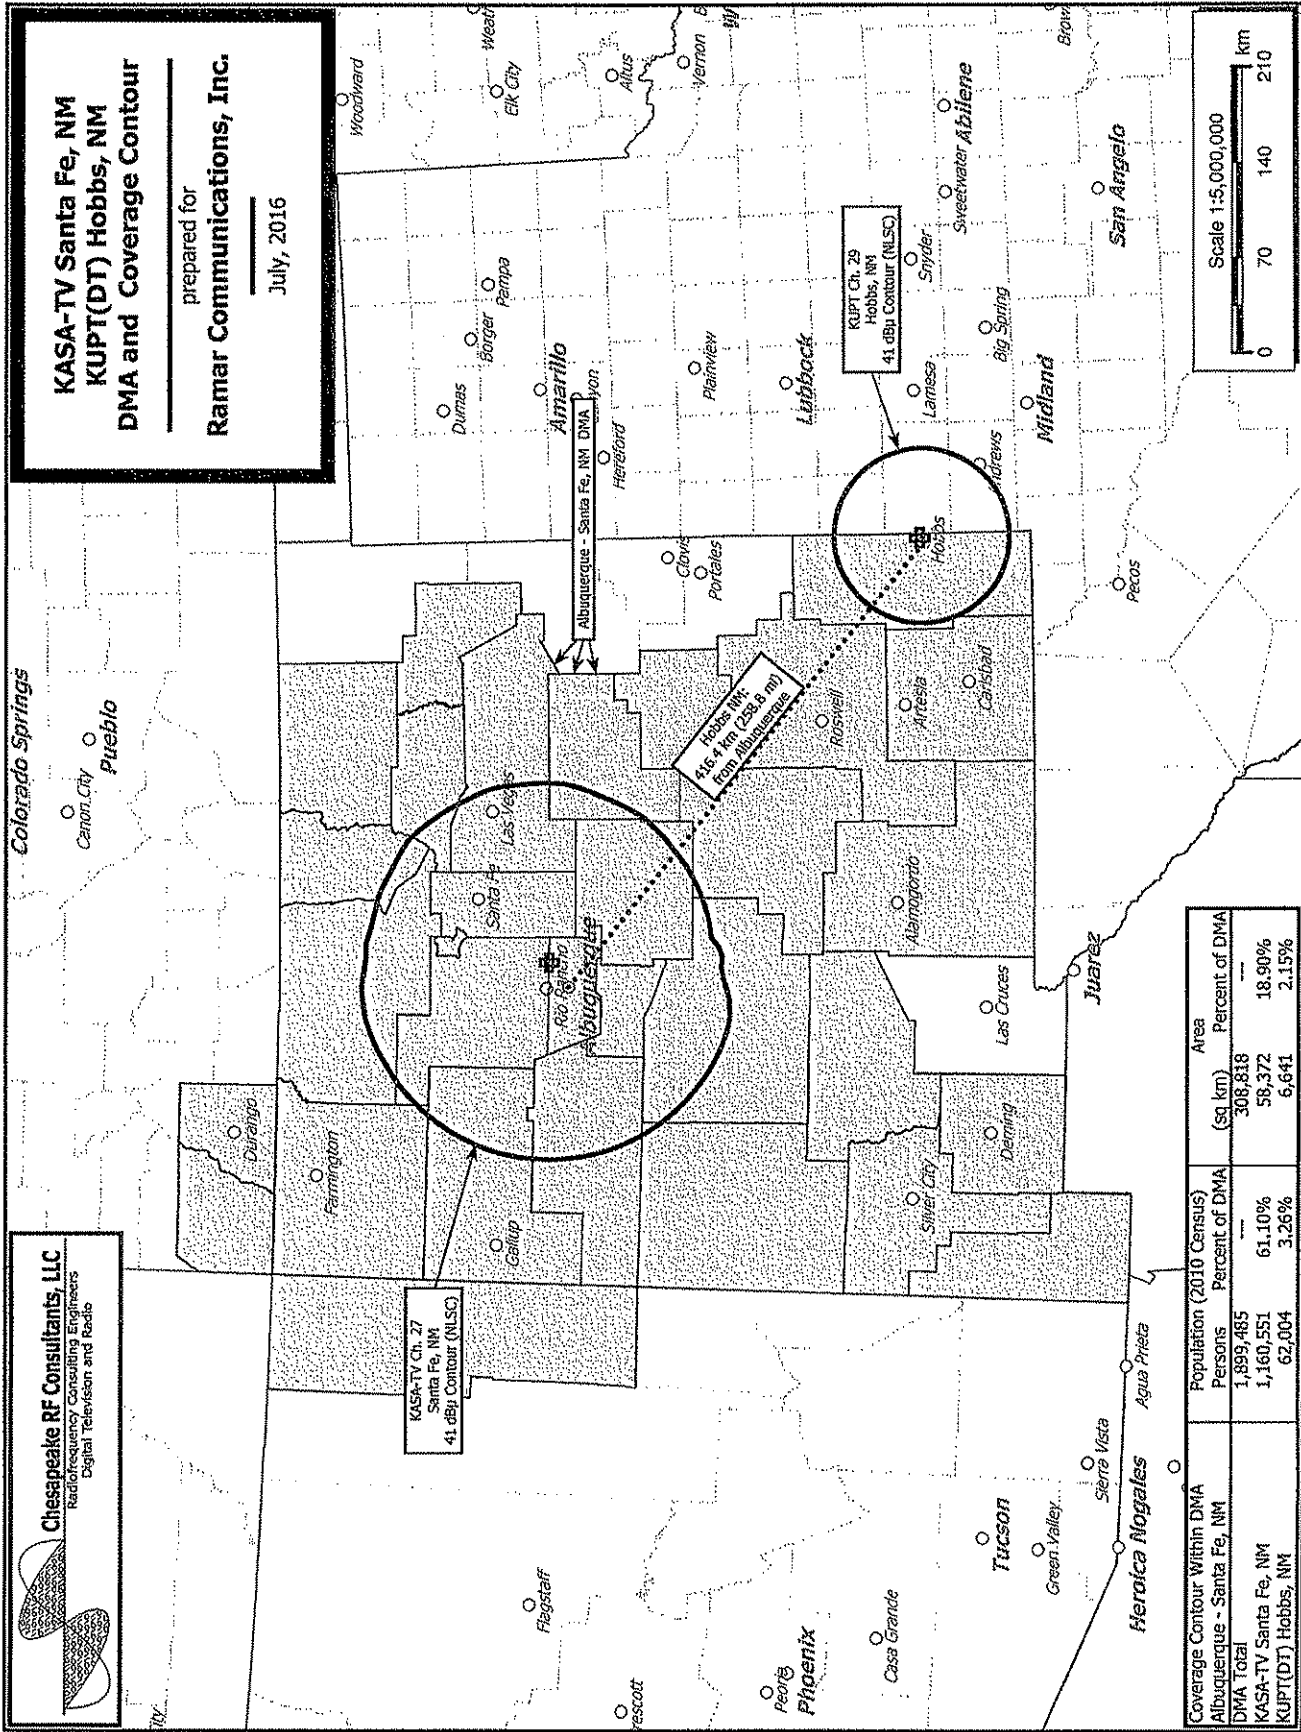 Chesapeake RF Consultants, LLC
Radiofrequency Consulting Engineers
Digital Television and Radio
KASA-TV Santa Fe, NM
KUPT(DT) Hobbs, NM
DMA and Coverage Contour
prepared for
Ramar Communications, Inc.
July, 2016
Colorado Springs
Canon City
Pueblo
Woodward
Weath
Elk City
Altus
Vernon
Dumas
Borger
Pampa
Amarillo
nyon
Hereford
Albuquerque - Santa Fe, NM DMA
Clovis
Portales
Plainview
Lubbock
KUPT Ch. 29
Hobbs, NM
41 dBµ Contour (NLSC)
Snyder
Sweetwater
Abilene
Brow
Lamesa
Big Spring
Midland
San Angelo
ndrews
Hobbs
Pecos
Durango
Farmington
Gallup
KASA-TV Ch. 27
Santa Fe, NM
41 dBµ Contour (NLSC)
Santa Fe
Las Vegas
Rio Rancho
Albuquerque
Hobbs NM:
416.4 km (258.8 mi)
from Albuquerque
Roswell
Artesia
Carlsbad
Alamogordo
Las Cruces
Deming
Silver City
Juarez
City
Flagstaff
rescott
Peoria
Phoenix
Casa Grande
Tucson
Green Valley
Sierra Vista
Heroica Nogales
Agua Prieta
Scale 1:5,000,000
0 70 140 210 km
Coverage Contour Within DMA Population (2010 Census) Area
Albuquerque - Santa Fe, NM Persons Percent of DMA (sq km) Percent of DMA
DMA Total 1,899,485 --- 308,818 ---
KASA-TV Santa Fe, NM 1,160,551 61.10% 58,372 18.90%
KUPT(DT) Hobbs, NM 62,004 3.26% 6,641 2.15%